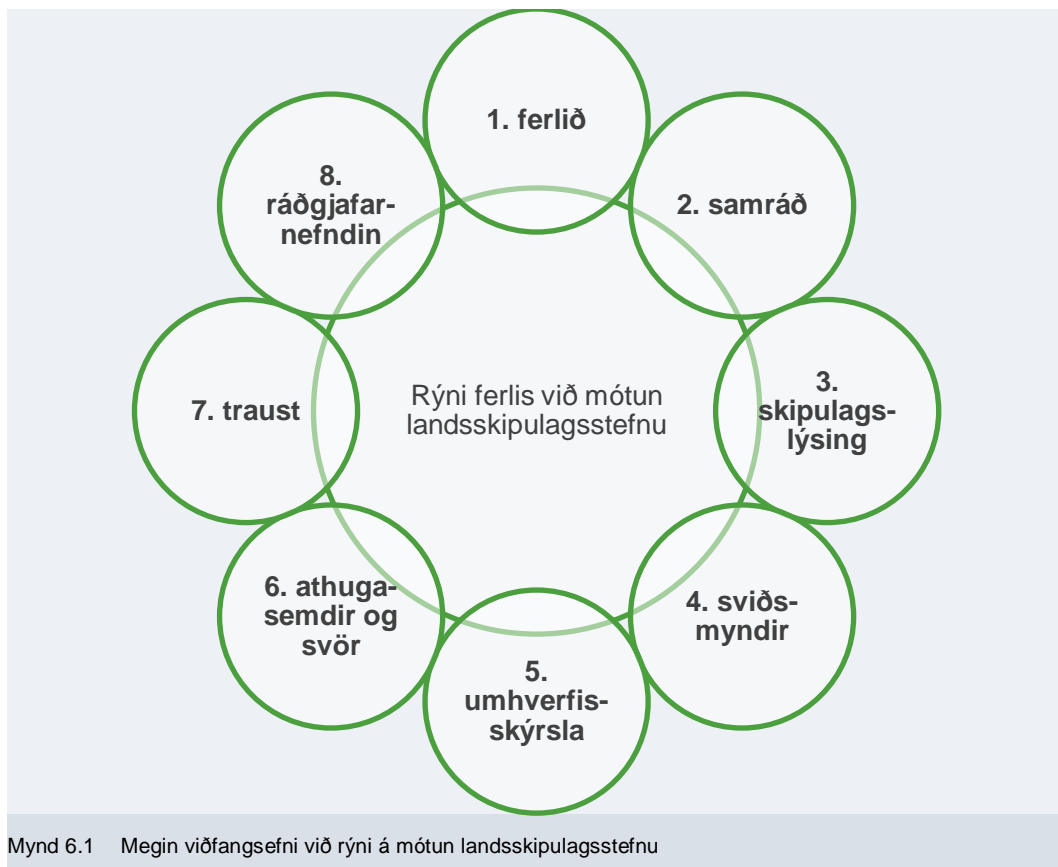 1. ferlið
2. samráð
3.
skipulags-
lýsing
4. sviðs-
myndir
5.
umhverfis-
skýrsla
6. athuga-
semdir og
svör
7. traust
8.
ráðgjafar-
nefndin
Rýni ferlis við mótun
landsskipulagsstefnu
Mynd 6.1 Megin viðfangsefni við rýni á mótun landsskipulagsstefnu